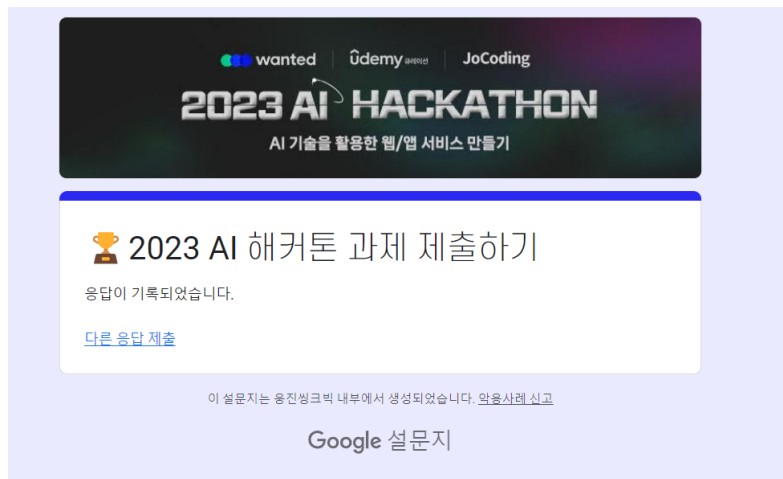 wanted ûdemy 큐레이션 JoCoding
2023 AI HACKATHON
AI 기술을 활용한 웹/앱 서비스 만들기
🏆 2023 AI 해커톤 과제 제출하기
응답이 기록되었습니다.
다른 응답 제출
이 설문지는 웅진씽크빅 내부에서 생성되었습니다. 악용사례 신고
Google 설문지